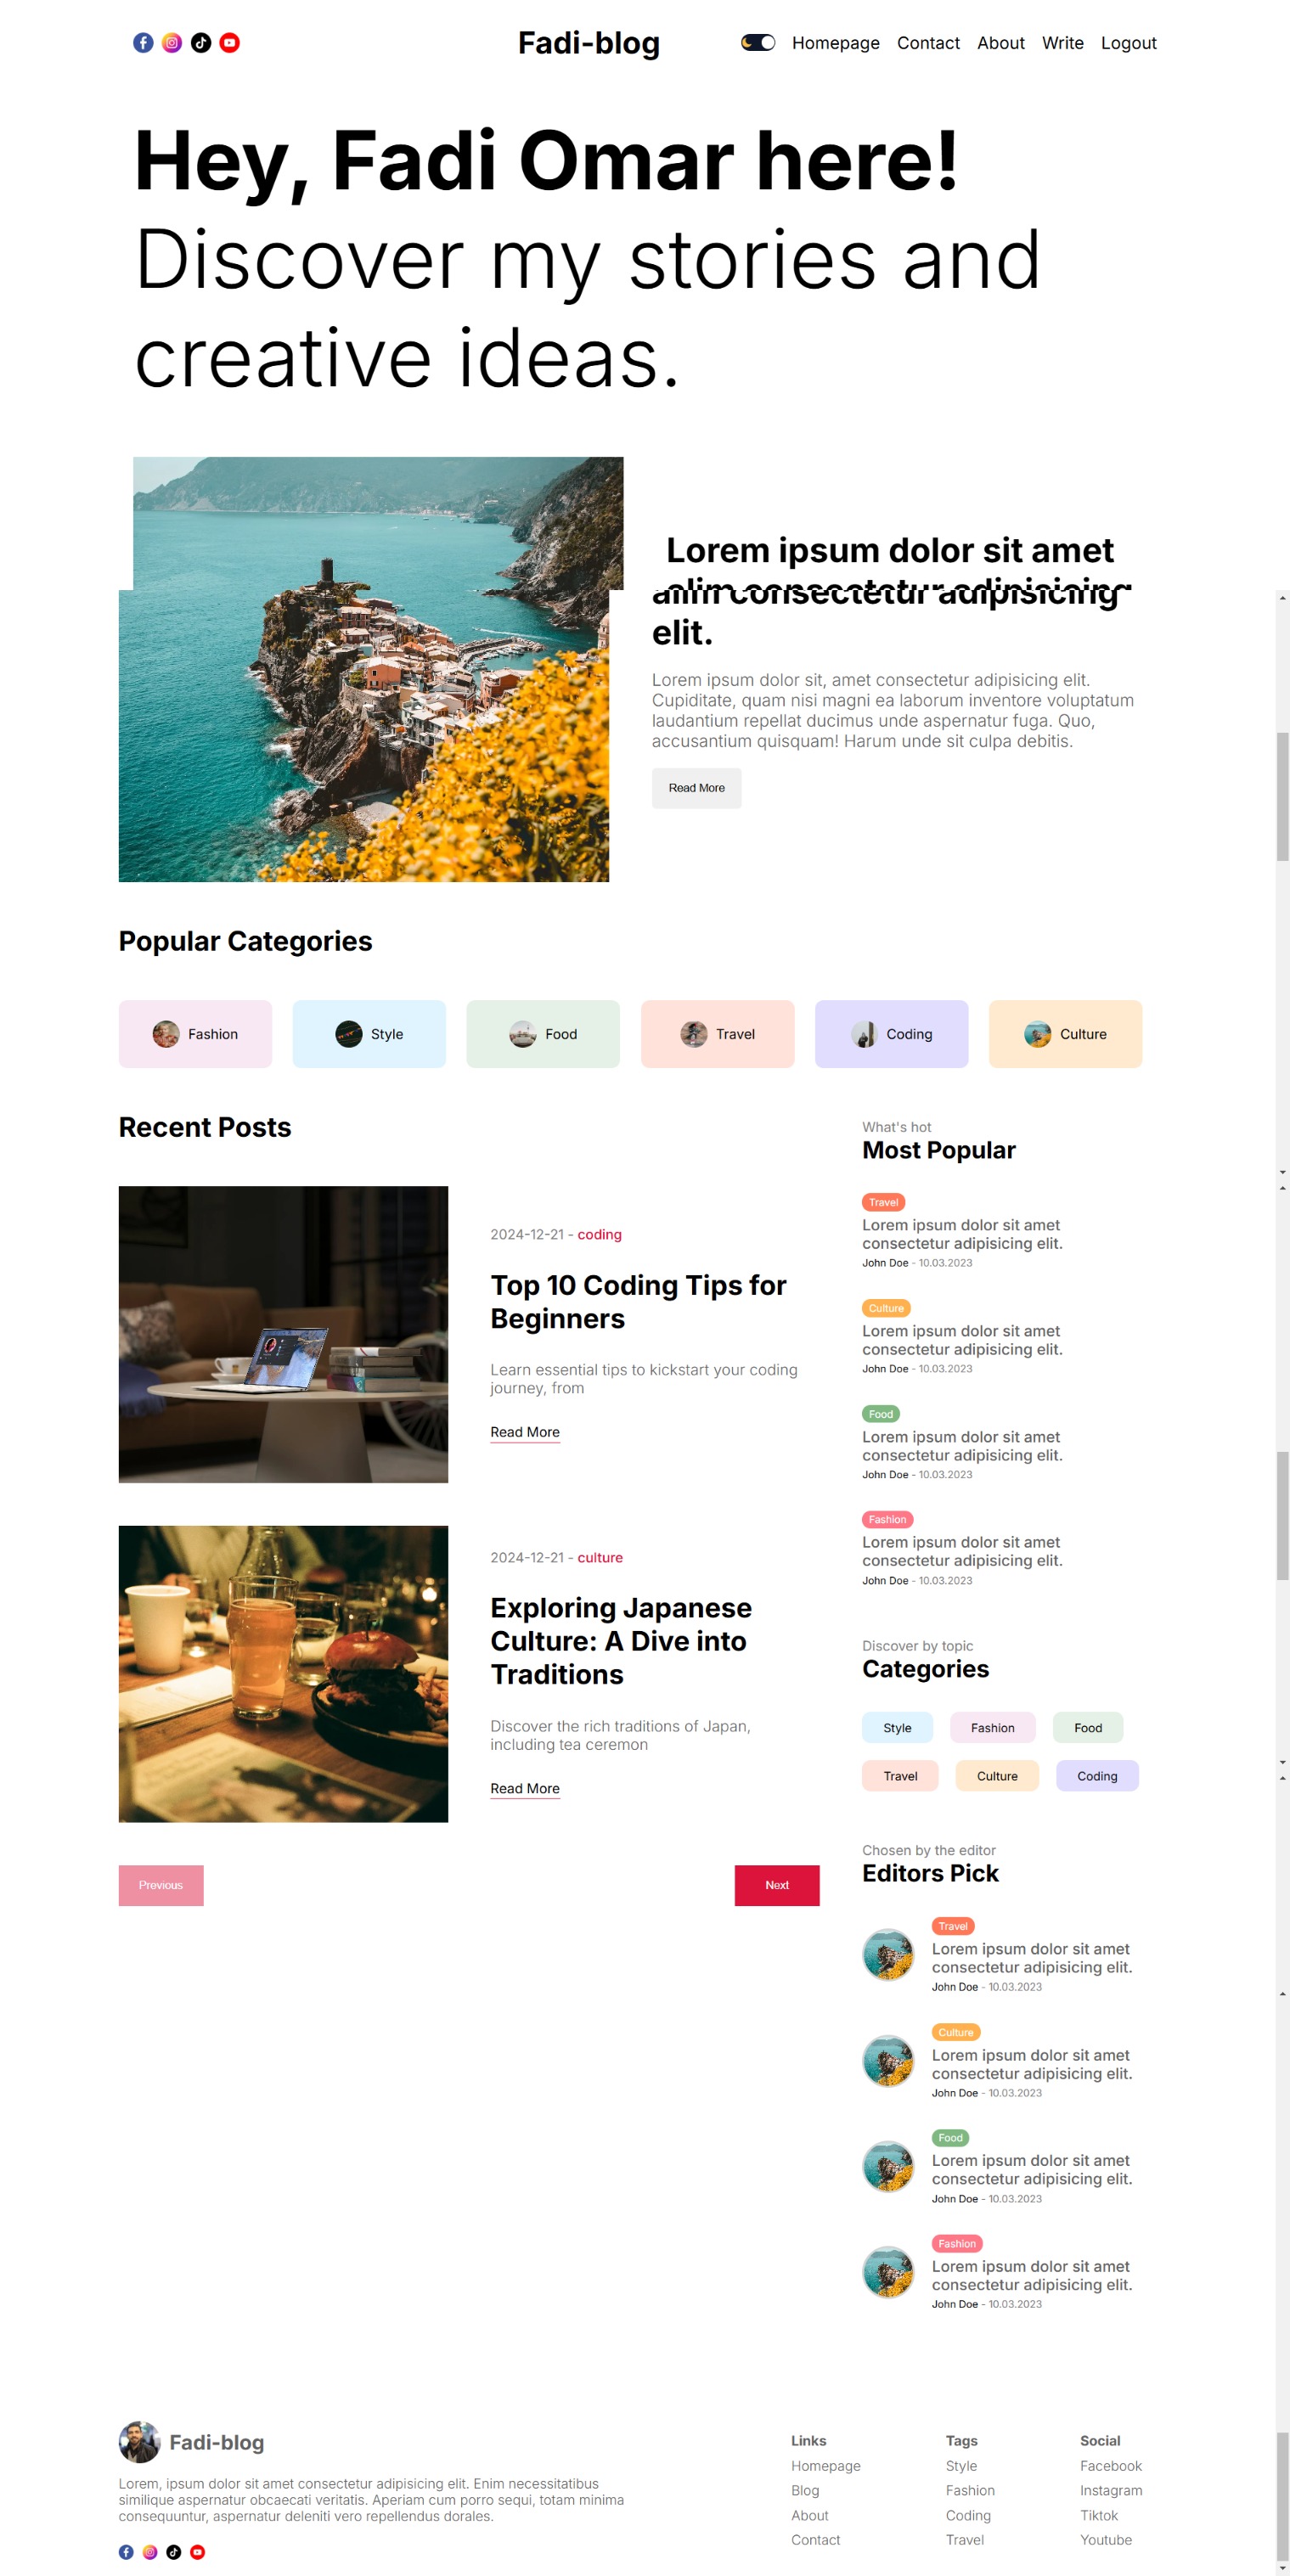 Fadi-blog
Homepage Contact About Write Logout
Hey, Fadi Omar here!
Discover my stories and
creative ideas.
Lorem ipsum dolor sit amet
alim consectetur adipisicing
elit.
Lorem ipsum dolor sit, amet consectetur adipisicing elit.
Cupiditate, quam nisi magni ea laborum inventore voluptatum
laudantium repellat ducimus unde aspernatur fuga. Quo,
accusantium quisquam! Harum unde sit culpa debitis.
Read More
Popular Categories
Fashion
Style
Food
Travel
Coding
Culture
Recent Posts
2024-12-21 - coding
Top 10 Coding Tips for
Beginners
Learn essential tips to kickstart your coding
journey, from
Read More
2024-12-21 - culture
Exploring Japanese
Culture: A Dive into
Traditions
Discover the rich traditions of Japan,
including tea ceremon
Read More
Previous
Next
What's hot
Most Popular
Travel
Lorem ipsum dolor sit amet
consectetur adipisicing elit.
John Doe - 10.03.2023
Culture
Lorem ipsum dolor sit amet
consectetur adipisicing elit.
John Doe - 10.03.2023
Food
Lorem ipsum dolor sit amet
consectetur adipisicing elit.
John Doe - 10.03.2023
Fashion
Lorem ipsum dolor sit amet
consectetur adipisicing elit.
John Doe - 10.03.2023
Discover by topic
Categories
Style
Fashion
Food
Travel
Culture
Coding
Chosen by the editor
Editors Pick
Travel
Lorem ipsum dolor sit amet
consectetur adipisicing elit.
John Doe - 10.03.2023
Culture
Lorem ipsum dolor sit amet
consectetur adipisicing elit.
John Doe - 10.03.2023
Food
Lorem ipsum dolor sit amet
consectetur adipisicing elit.
John Doe - 10.03.2023
Fashion
Lorem ipsum dolor sit amet
consectetur adipisicing elit.
John Doe - 10.03.2023
Fadi-blog
Lorem, ipsum dolor sit amet consectetur adipisicing elit. Enim necessitatibus
similique aspernatur obcaecati veritatis. Aperiam cum porro sequi, totam minima
consequuntur, aspernatur deleniti vero repellendus dorales.
Links
Homepage
Blog
About
Contact
Tags
Style
Fashion
Coding
Travel
Social
Facebook
Instagram
Tiktok
Youtube